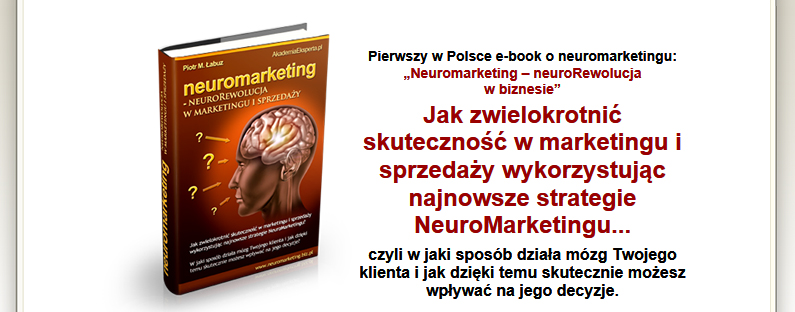 Piotr M. Łabuz
AkademiaEksperta.pl
neuromarketing
- NEUROREWOLUCJA
W MARKETINGU I SPRZEDAŻY
? ? ? ?
Jak zwielokrotnić skuteczność w marketingu i sprzedaży
wykorzystując najnowsze strategie NeuroMarketingu?
W jaki sposób działa mózg Twojego klienta i jak dzięki
temu skutecznie możesz wpływać na jego decyzje?
www.neuromarketing.biz.pl
neuromarketing
Pierwszy w Polsce e-book o neuromarketingu:
„Neuromarketing – neuroRewolucja
w biznesie”
Jak zwielokrotnić
skuteczność w marketingu i
sprzedaży wykorzystując
najnowsze strategie
NeuroMarketingu...
czyli w jaki sposób działa mózg Twojego
klienta i jak dzięki temu skutecznie możesz
wpływać na jego decyzje.